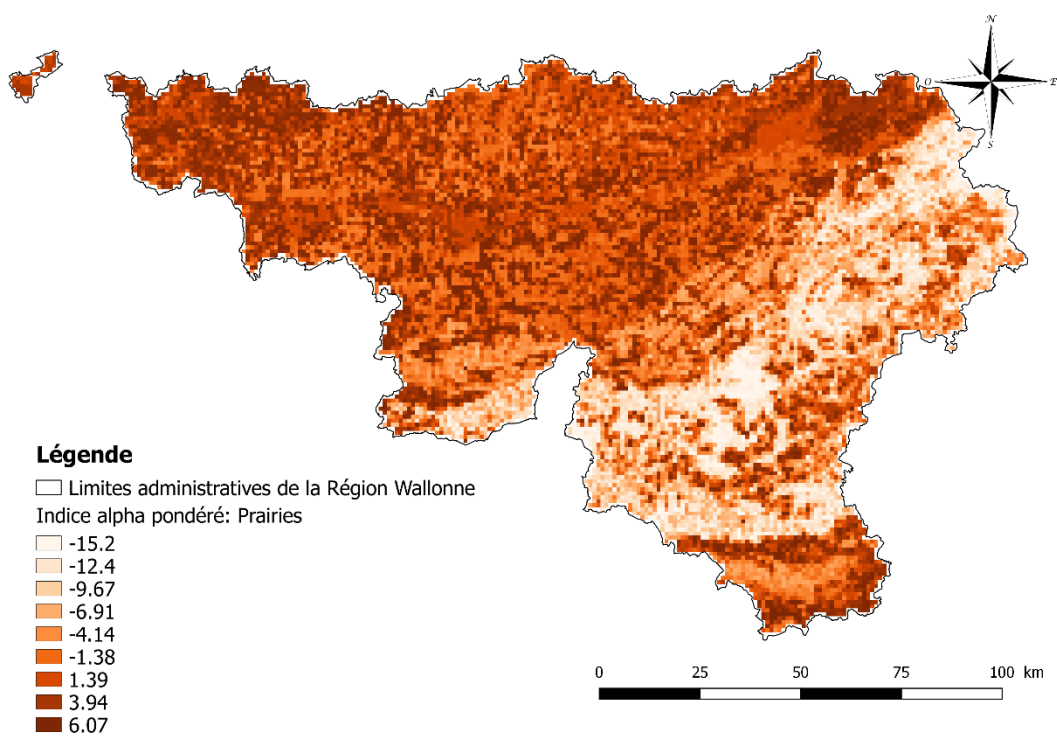 N
O
E
S
Légende
Limites administratives de la Région Wallonne
Indice alpha pondéré: Prairies
-15.2
-12.4
-9.67
-6.91
-4.14
-1.38
1.39
3.94
6.07
0 25 50 75 100 km